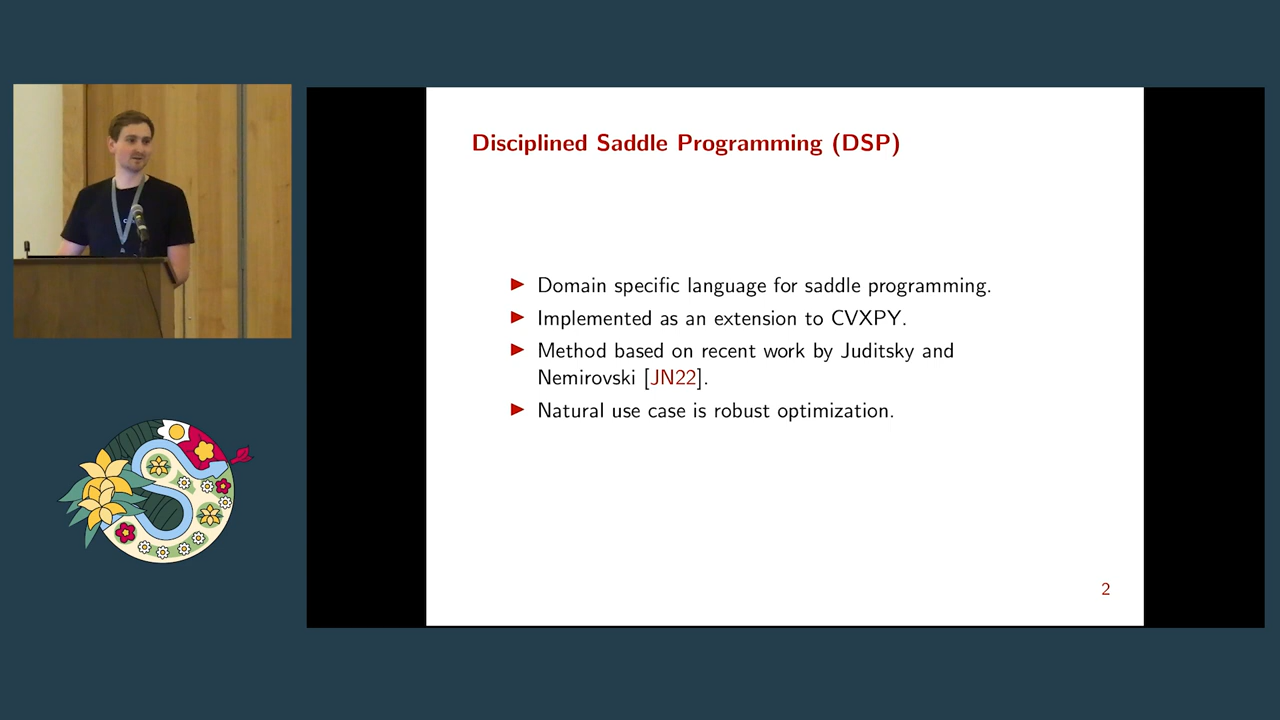 Disciplined Saddle Programming (DSP)
Domain specific language for saddle programming.
Implemented as an extension to CVXPY.
Method based on recent work by Juditsky and
Nemirovski [JN22].
Natural use case is robust optimization.
2